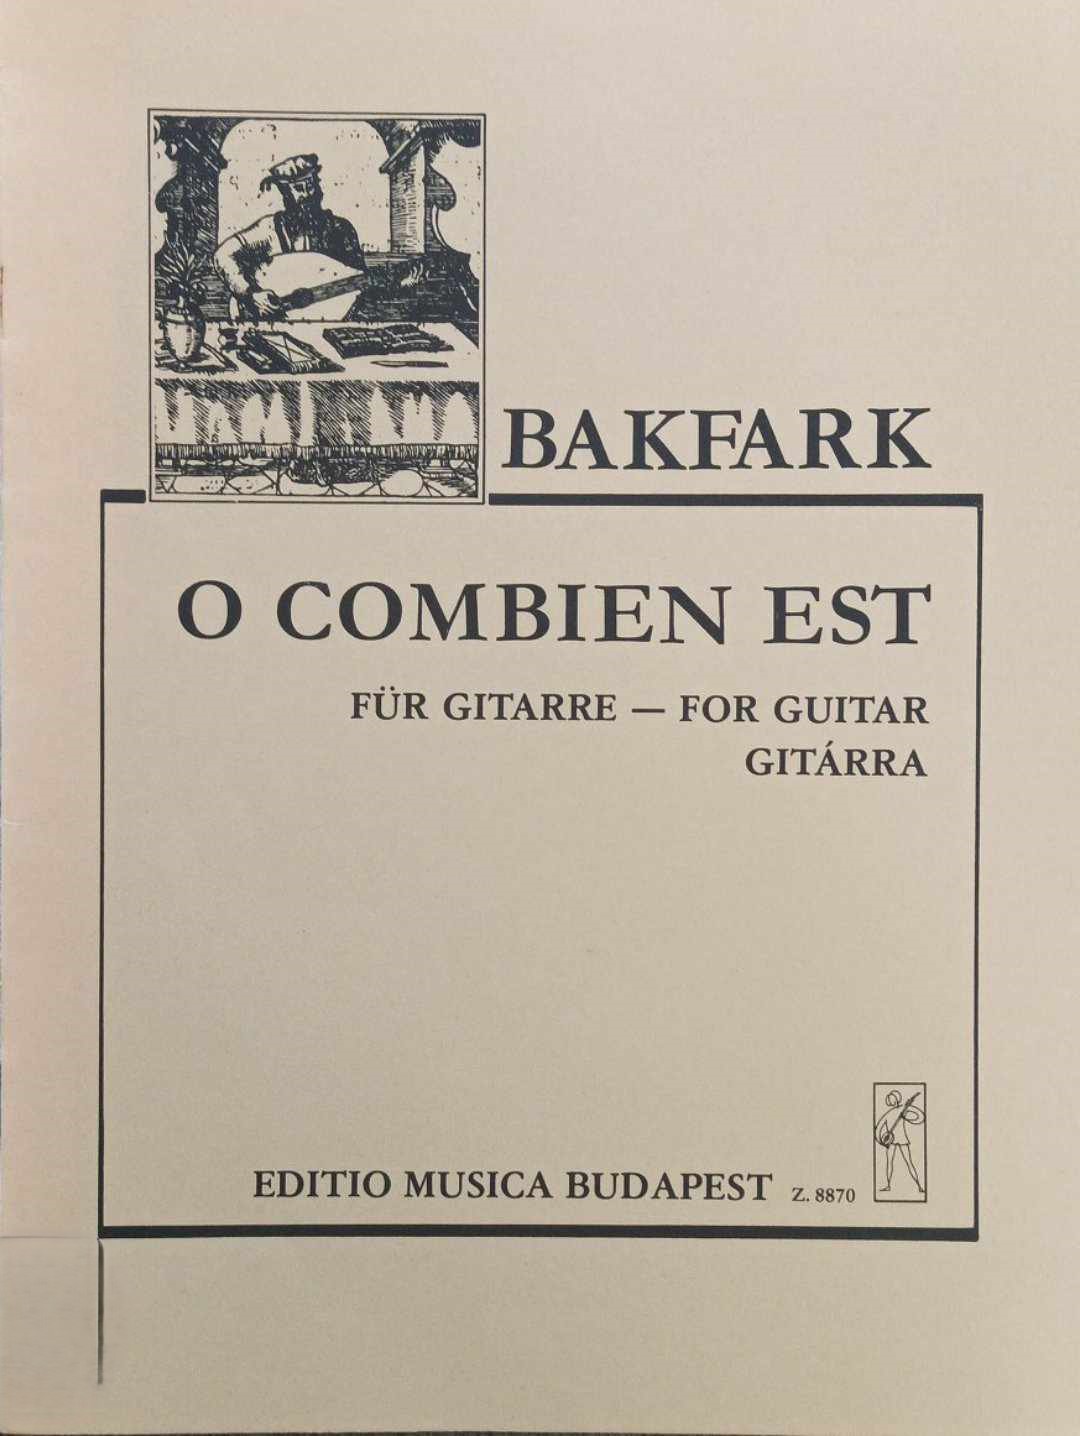 BAKFARK
O COMBIEN EST
FÜR GITARRE — FOR GUITAR
GITÁRRA
EDITIO MUSICA BUDAPEST Z. 8870